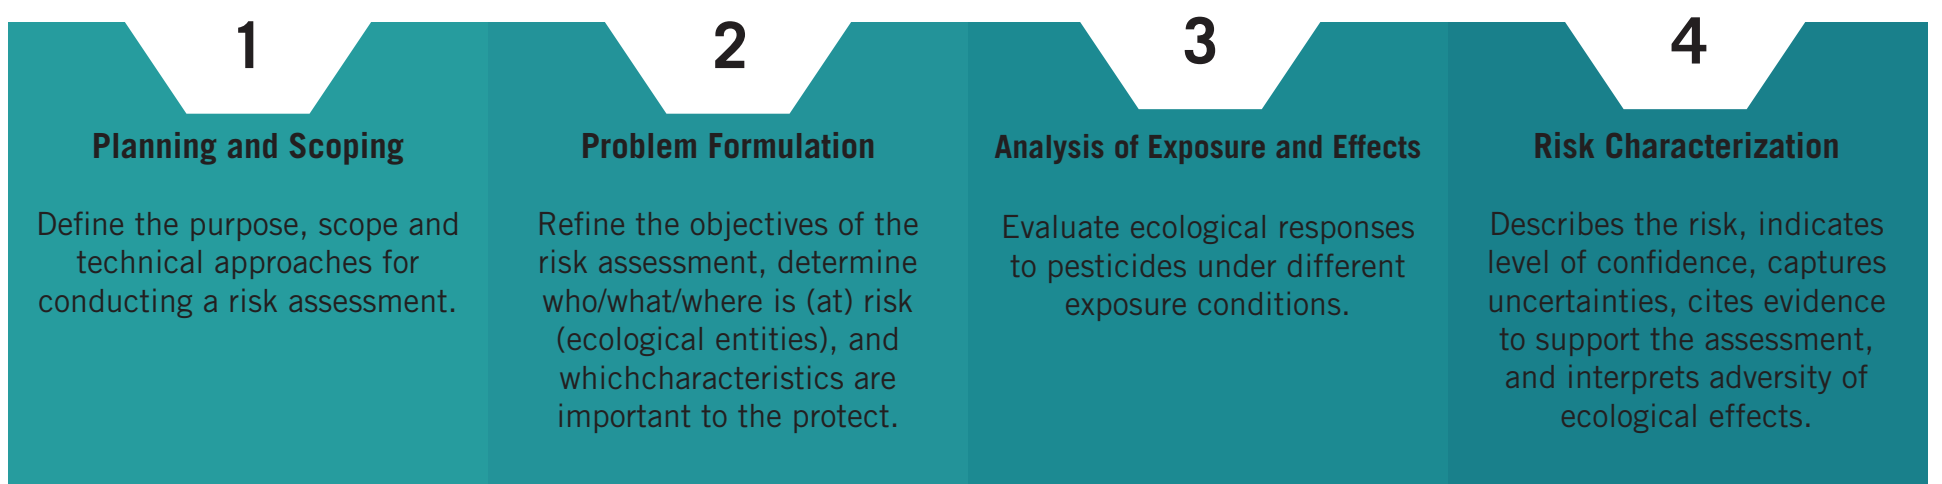 1
Planning and Scoping
Define the purpose, scope and
technical approaches for
conducting a risk assessment.
2
Problem Formulation
Refine the objectives of the
risk assessment, determine
who/what/where is (at) risk
(ecological entities), and
whichcharacteristics are
important to the protect.
3
Analysis of Exposure and Effects
Evaluate ecological responses
to pesticides under different
exposure conditions.
4
Risk Characterization
Describes the risk, indicates
level of confidence, captures
uncertainties, cites evidence
to support the assessment,
and interprets adversity of
ecological effects.